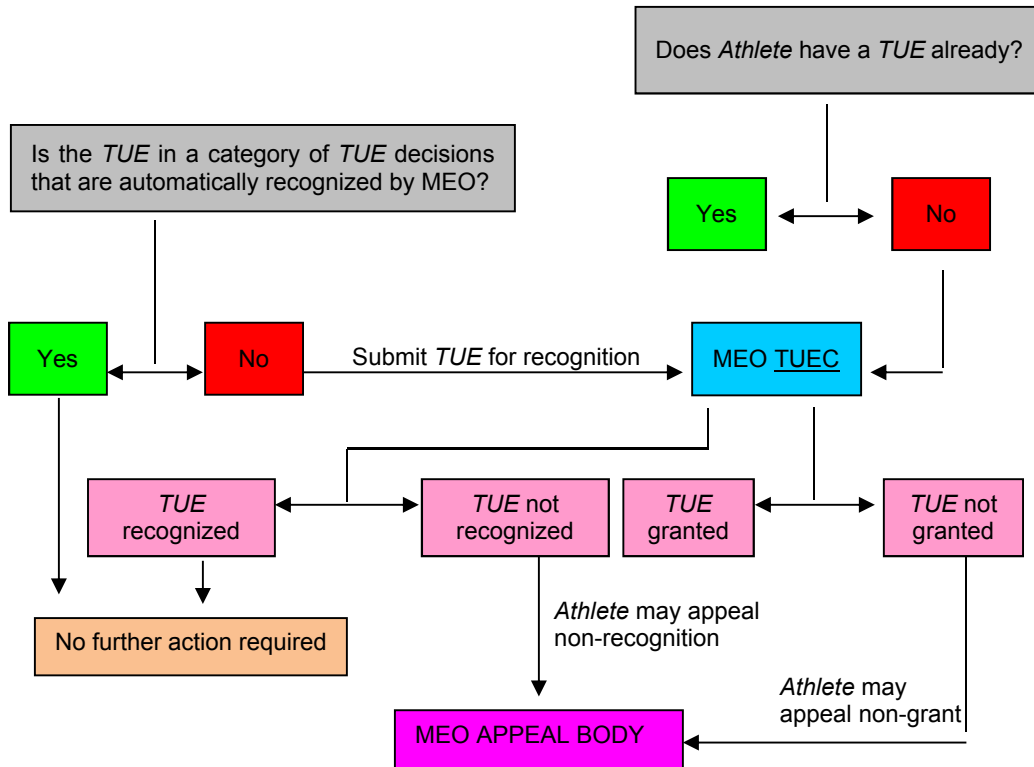 Does Athlete have a TUE already?
Is the TUE in a category of TUE decisions
that are automatically recognized by MEO?
Yes
No
Yes
No
Submit TUE for recognition
MEO TUEC
TUE
recognized
TUE not
recognized
TUE
granted
TUE not
granted
Athlete may appeal
non-recognition
No further action required
Athlete may
appeal non-grant
MEO APPEAL BODY